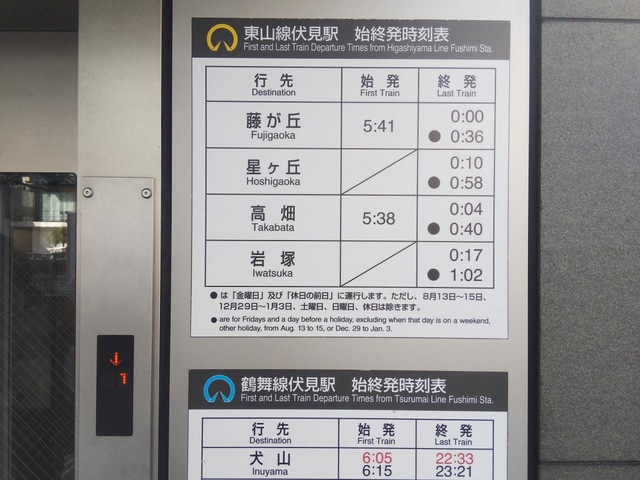 東山線伏見駅　始終発時刻表
First and Last Train Departure Times from Higashiyama Line Fushimi Sta.
行先 始発 終発
Destination First Train Last Train
藤が丘 5:41 0:00
Fujigaoka ● 0:36
星ヶ丘 0:10
Hoshigaoka ● 0:58
高畑 5:38 0:04
Takabata ● 0:40
岩塚 0:17
Iwatsuka ● 1:02
●は「金曜日」及び「休日の前日」に運行します。ただし、8月13日〜15日、
12月29日〜1月3日、土曜日、日曜日、休日は除きます。
● are for Fridays and a day before a holiday, excluding when that day is on a weekend,
other holiday, from Aug. 13 to 15, or Dec. 29 to Jan. 3.
鶴舞線伏見駅　始終発時刻表
First and Last Train Departure Times from Tsurumai Line Fushimi Sta.
行先 始発 終発
Destination First Train Last Train
犬山 6:05 22:33
Inuyama 6:15 23:21